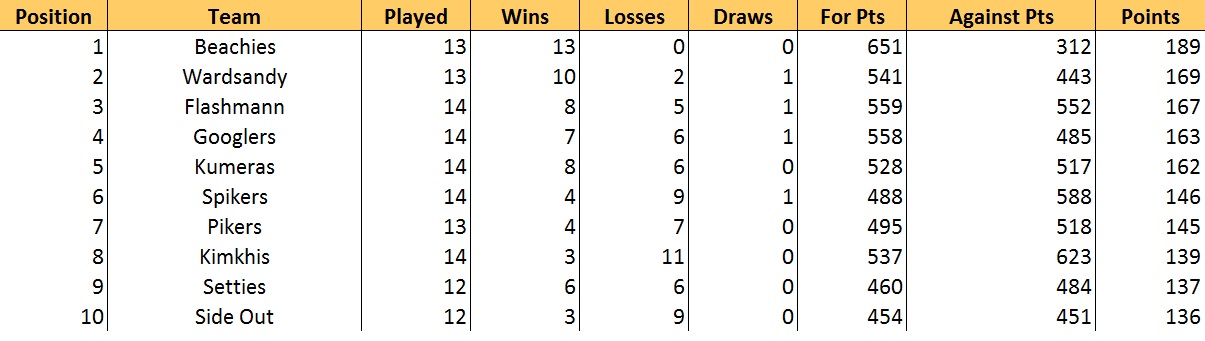 Position Team Played Wins Losses Draws For Pts Against Pts Points
1 Beachies 13 13 0 0 651 312 189
2 Wardsandy 13 10 2 1 541 443 169
3 Flashmann 14 8 5 1 559 552 167
4 Googlers 14 7 6 1 558 485 163
5 Kumeras 14 8 6 0 528 517 162
6 Spikers 14 4 9 1 488 588 146
7 Pikers 13 4 7 0 495 518 145
8 Kimkhis 14 3 11 0 537 623 139
9 Setties 12 6 6 0 460 484 137
10 Side Out 12 3 9 0 454 451 136